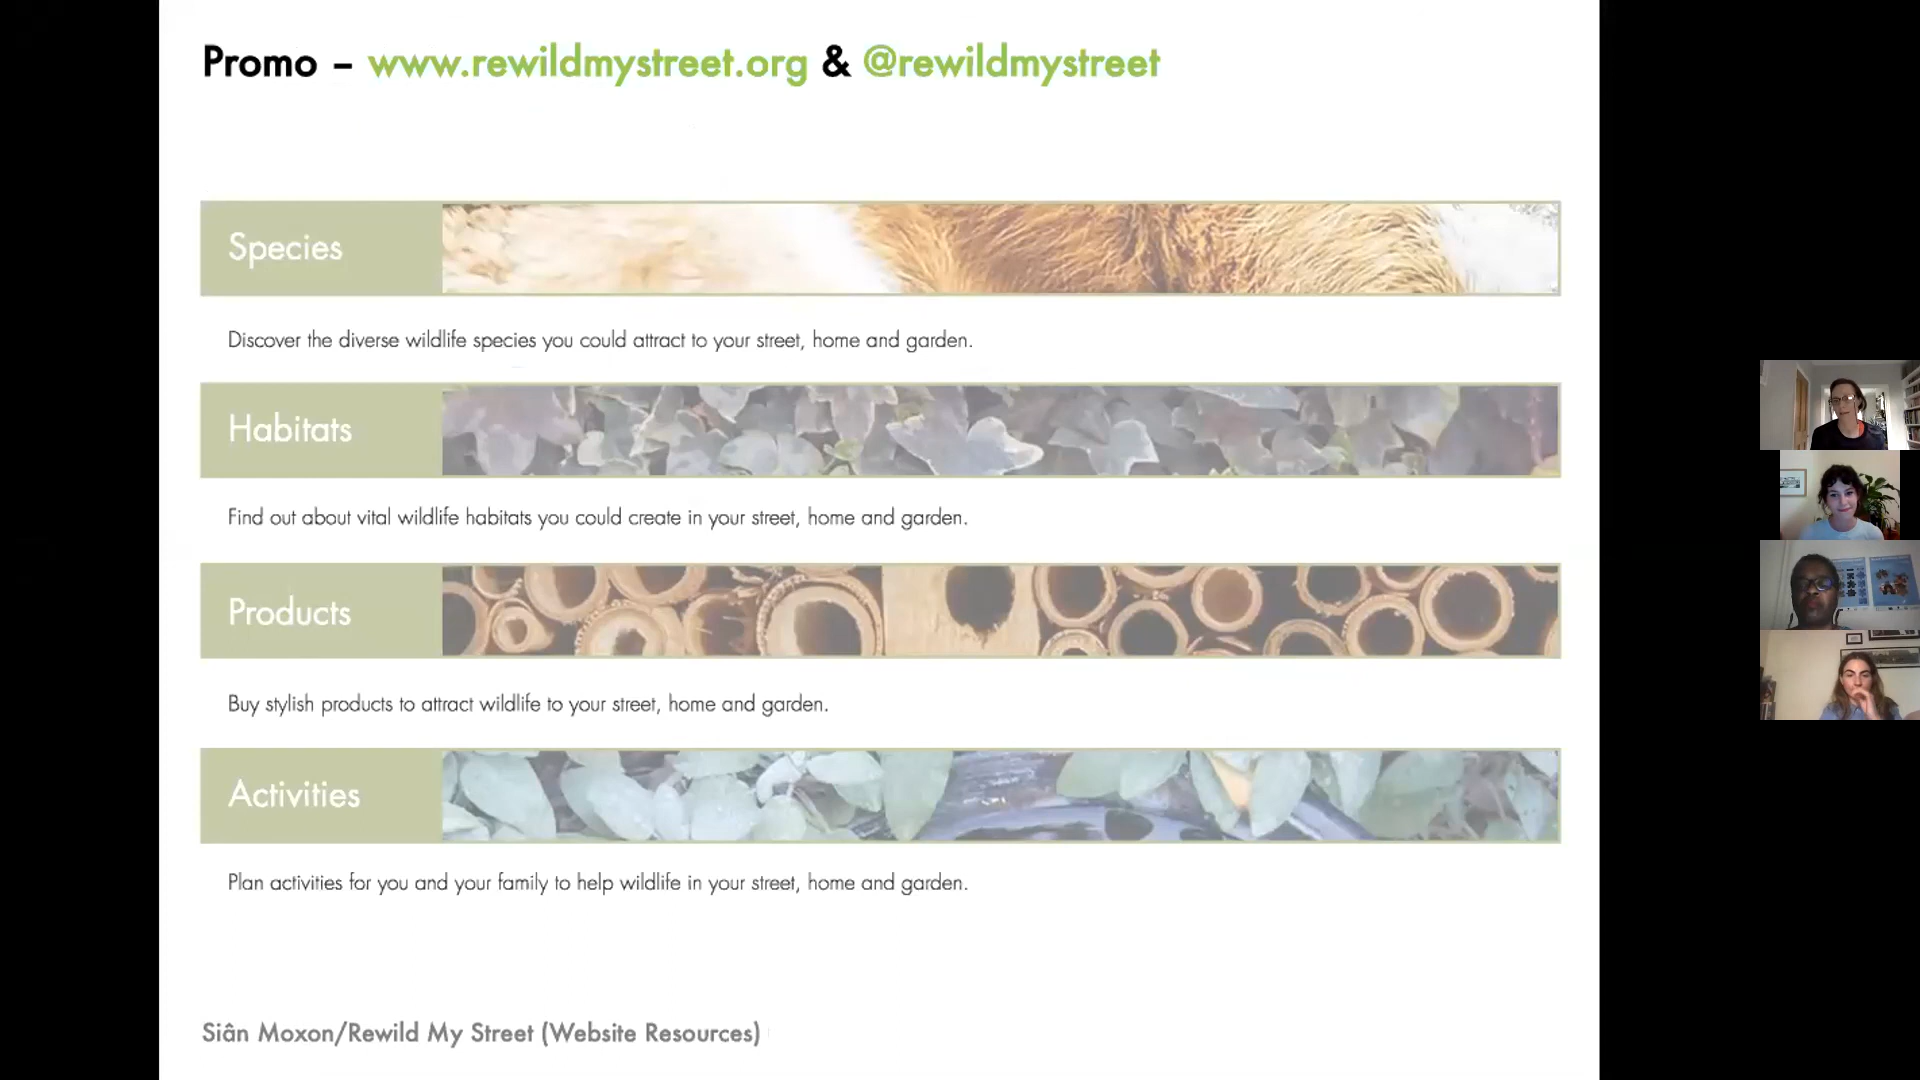 Promo – www.rewildmystreet.org & @rewildmystreet
Species
Discover the diverse wildlife species you could attract to your street, home and garden.
Habitats
Find out about vital wildlife habitats you could create in your street, home and garden.
Products
Buy stylish products to attract wildlife to your street, home and garden.
Activities
Plan activities for you and your family to help wildlife in your street, home and garden.
Siân Moxon/Rewild My Street (Website Resources)